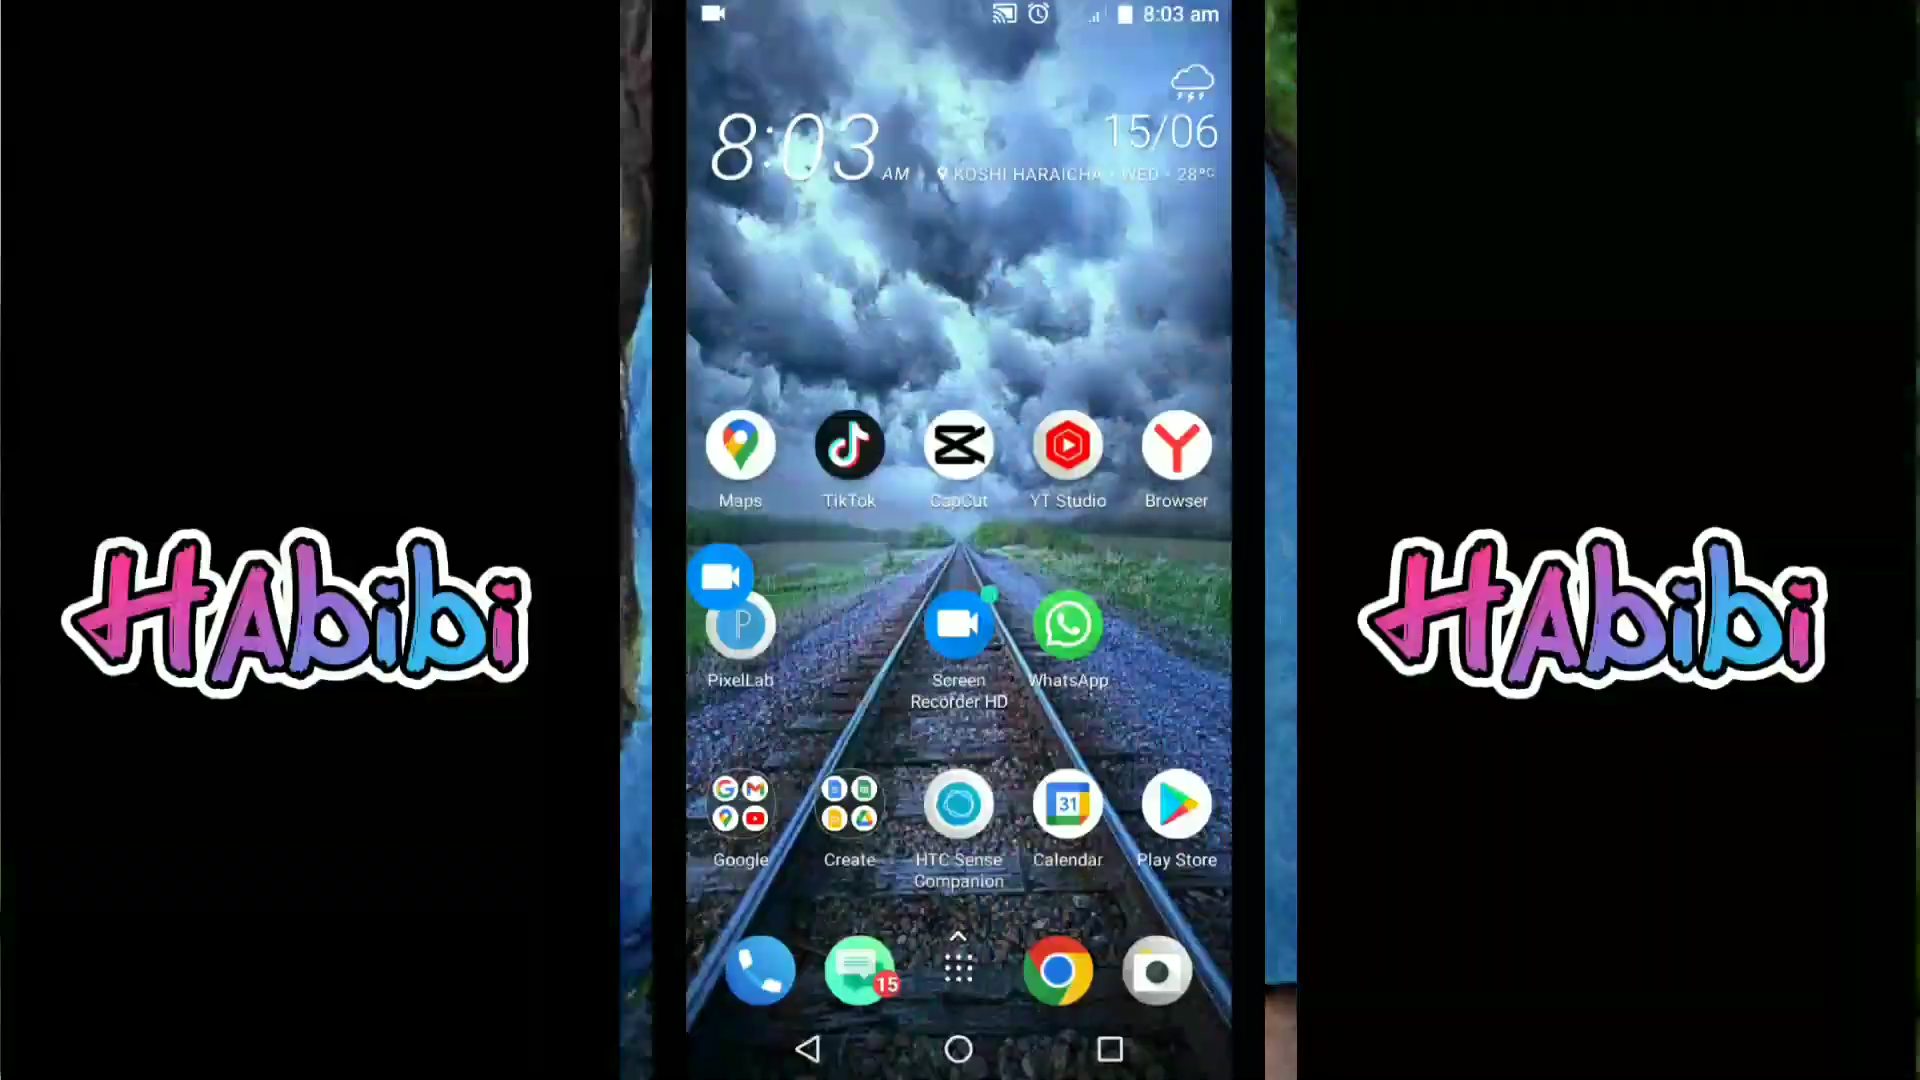 8:03 am
15/06
8:03 AM
KOSHI HARAICHA - WED - 28°C
Maps
TikTok
CapCut
YT Studio
Browser
HAbibi
HAbibi
P
PixelLab
Screen
Recorder HD
WhatsApp
31
Google
Create
HTC Sense
Companion
Calendar
Play Store
15